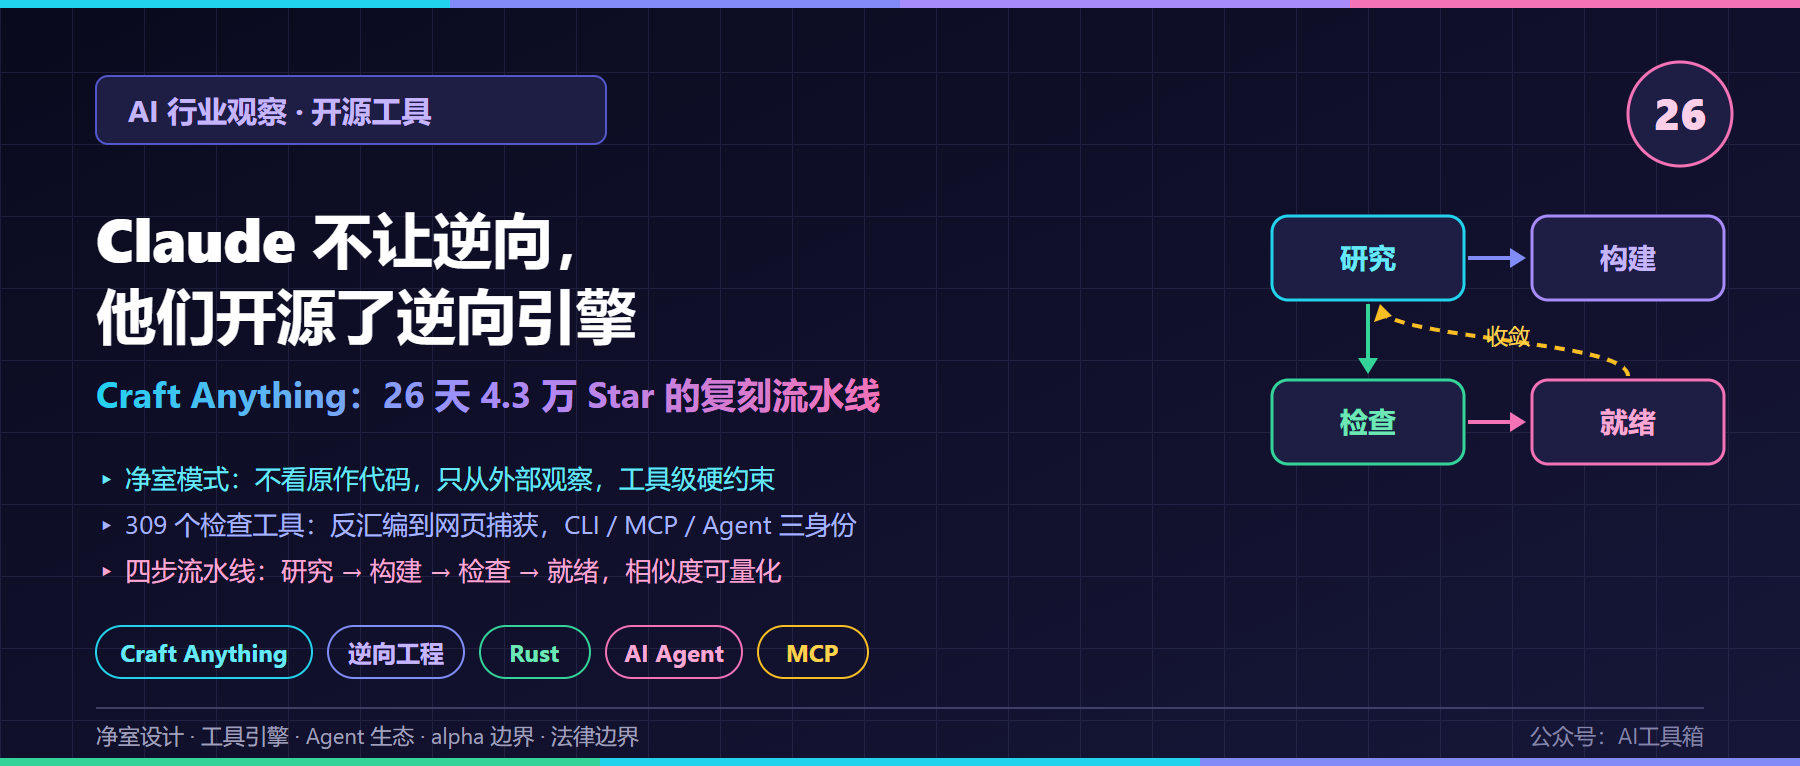 AI 行业观察 · 开源工具
26
Claude 不让逆向，
他们开源了逆向引擎
Craft Anything：26 天 4.3 万 Star 的复刻流水线
▸ 净室模式：不看原作代码，只从外部观察，工具级硬约束
▸ 309 个检查工具：反汇编到网页捕获，CLI / MCP / Agent 三身份
▸ 四步流水线：研究 → 构建 → 检查 → 就绪，相似度可量化
Craft Anything
逆向工程
Rust
AI Agent
MCP
研究
构建
收敛
检查
就绪
净室设计 · 工具引擎 · Agent 生态 · alpha 边界 · 法律边界
公众号：AI工具箱